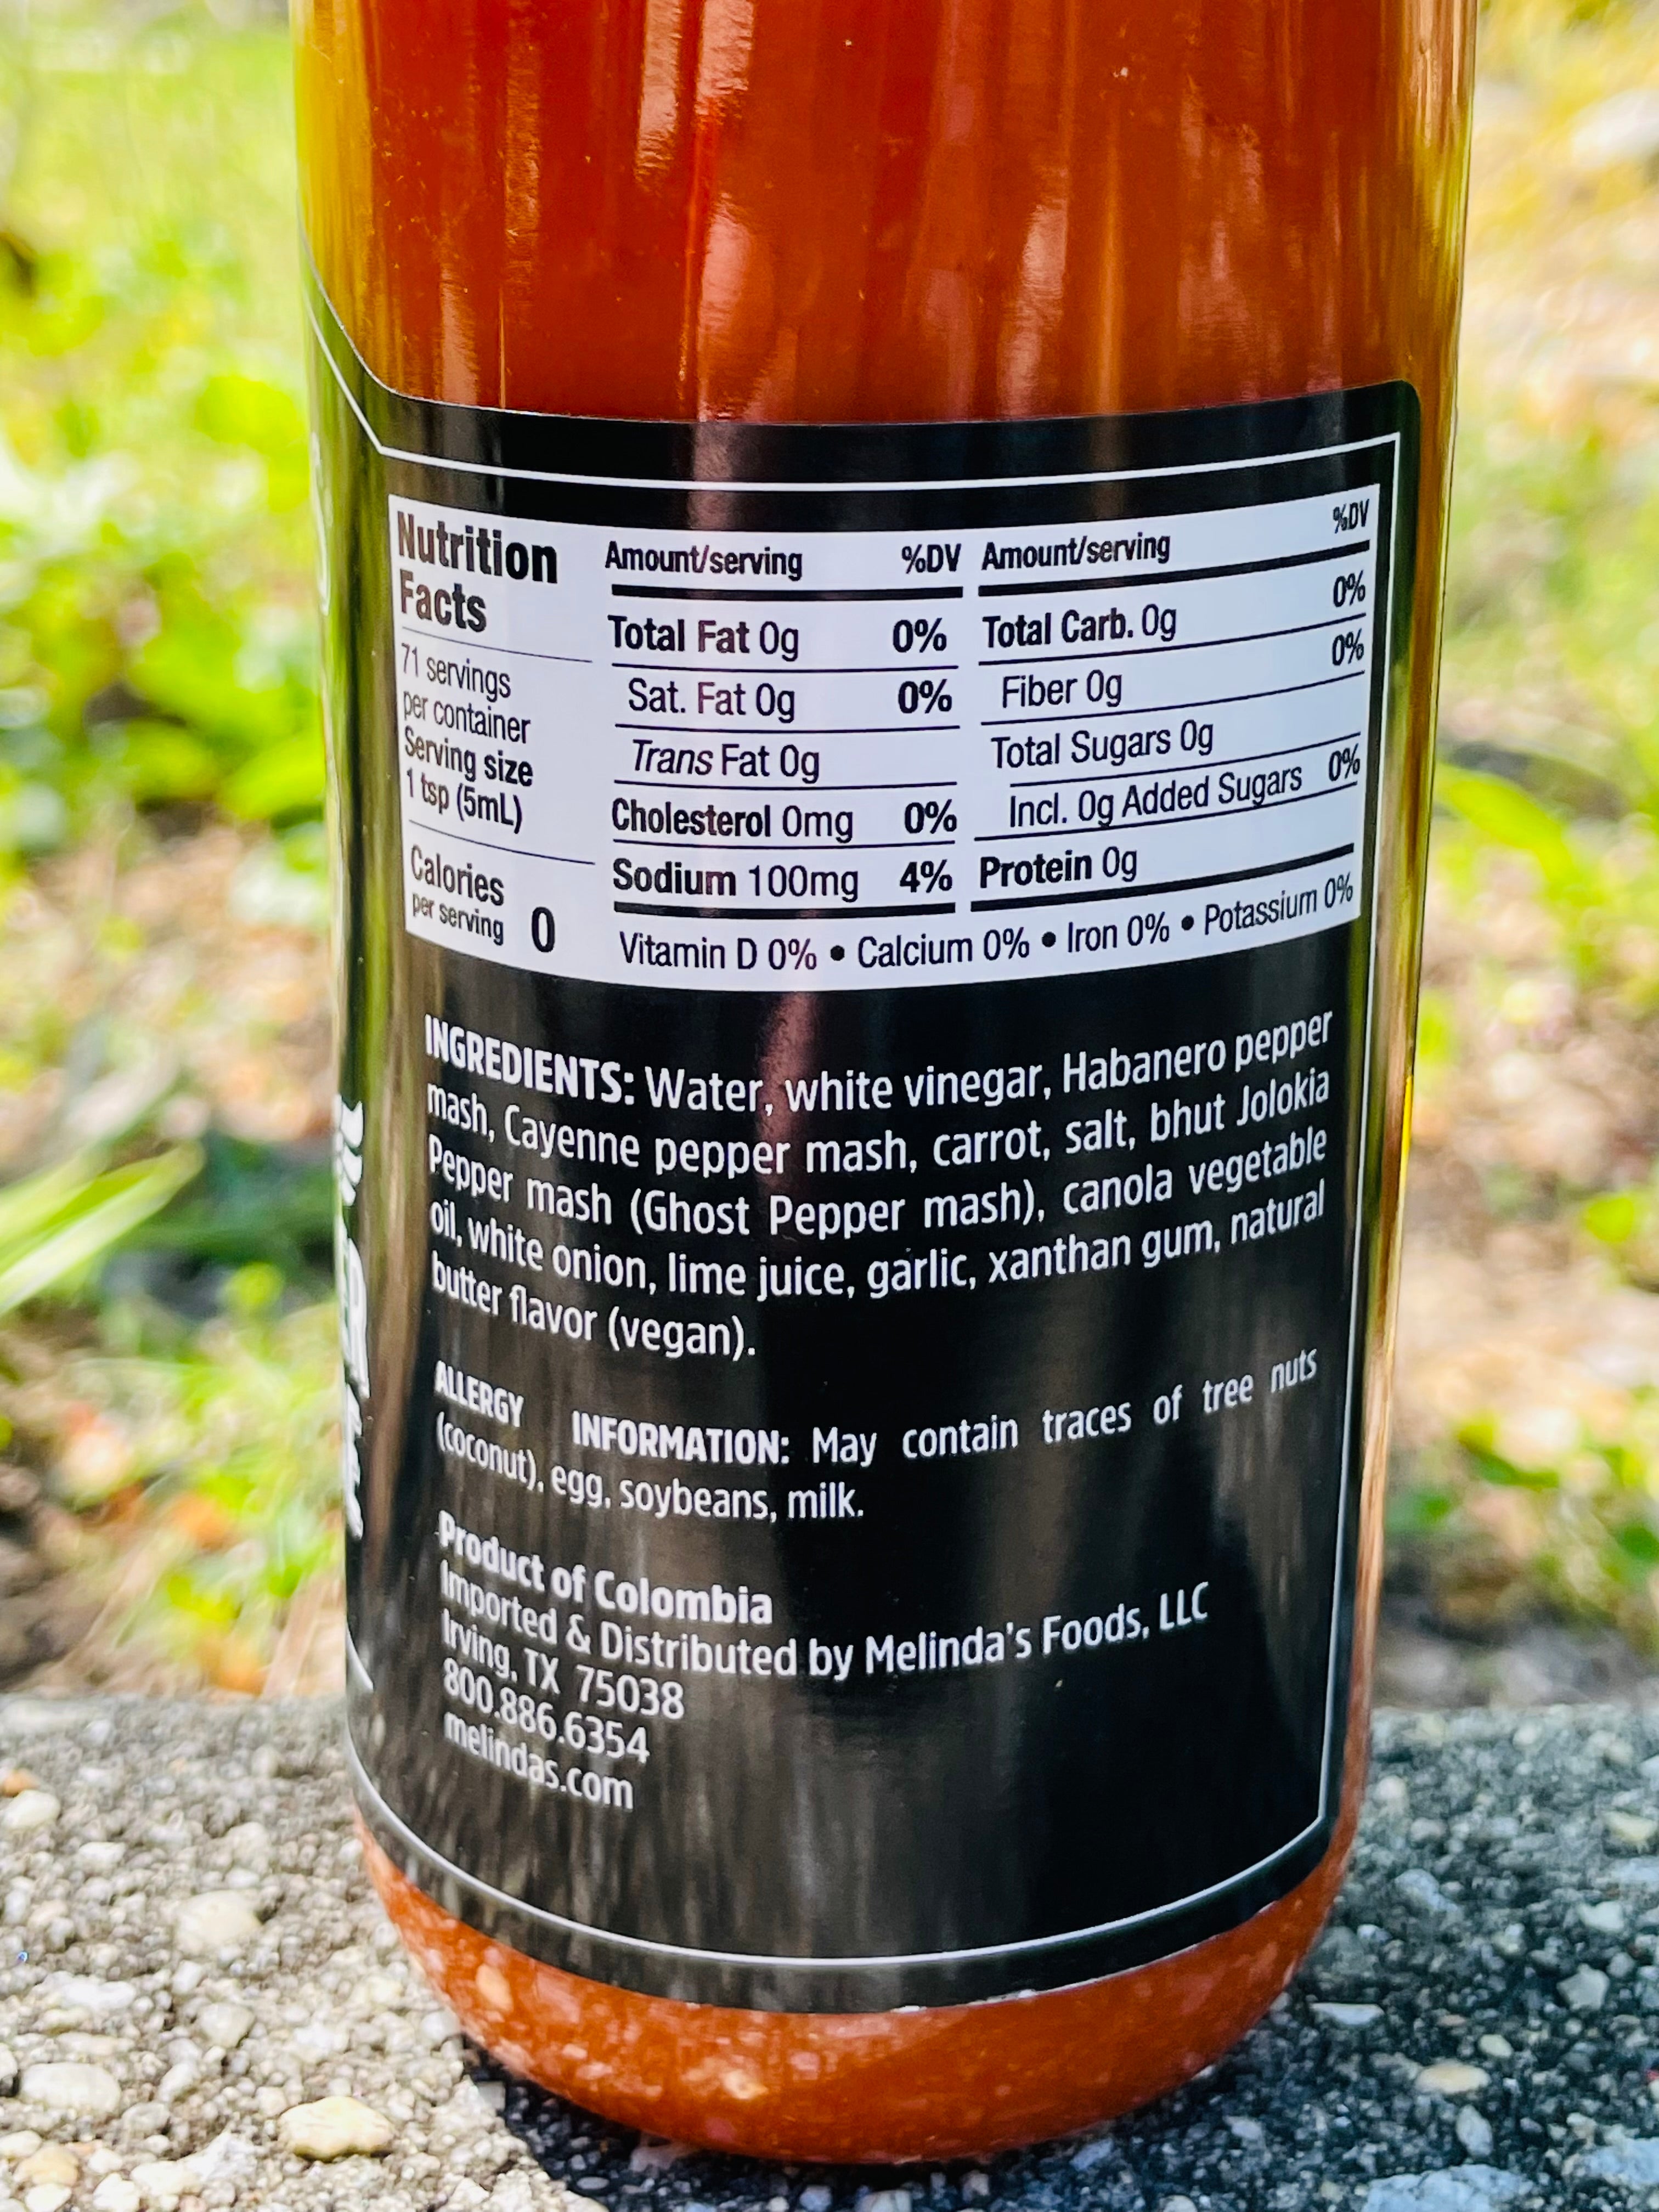 Nutrition
Facts
71 servings
per container
Serving size
1 tsp (5mL)
Calories
per serving 0
Amount/serving %DV
Total Fat 0g 0%
Sat. Fat 0g 0%
Trans Fat 0g
Cholesterol 0mg 0%
Sodium 100mg 4%
Amount/serving %DV
Total Carb. 0g 0%
Fiber 0g 0%
Total Sugars 0g
Incl. 0g Added Sugars 0%
Protein 0g
Vitamin D 0% • Calcium 0% • Iron 0% • Potassium 0%
INGREDIENTS: Water, white vinegar, Habanero pepper
mash, Cayenne pepper mash, carrot, salt, bhut Jolokia
Pepper mash (Ghost Pepper mash), canola vegetable
oil, white onion, lime juice, garlic, xanthan gum, natural
butter flavor (vegan).
ALLERGY INFORMATION: May contain traces of tree nuts
(coconut), egg, soybeans, milk.
Product of Colombia
Imported & Distributed by Melinda's Foods, LLC
Irving, TX 75038
800.886.6354
melindas.com